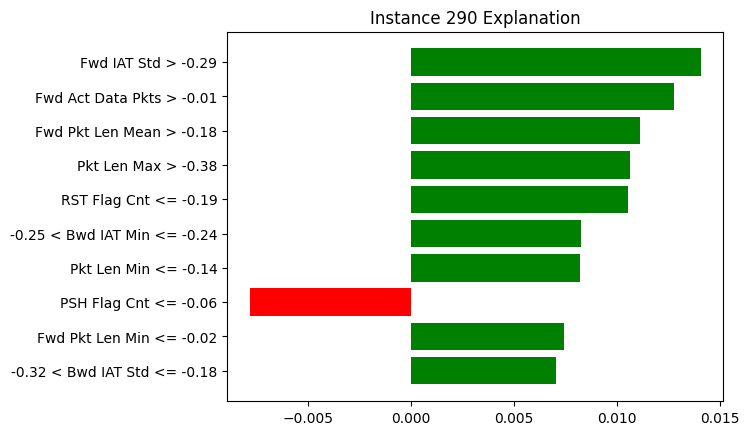 Instance 290 Explanation
Fwd IAT Std > -0.29
Fwd Act Data Pkts > -0.01
Fwd Pkt Len Mean > -0.18
Pkt Len Max > -0.38
RST Flag Cnt <= -0.19
-0.25 < Bwd IAT Min <= -0.24
Pkt Len Min <= -0.14
PSH Flag Cnt <= -0.06
Fwd Pkt Len Min <= -0.02
-0.32 < Bwd IAT Std <= -0.18
−0.005 0.000 0.005 0.010 0.015